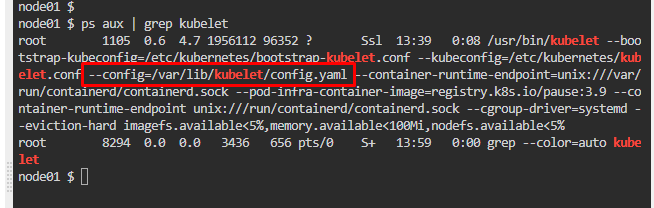 node01 $
node01 $ ps aux | grep kubelet
root 1105 0.6 4.7 1956112 96352 ? Ssl 13:39 0:08 /usr/bin/kubelet --boo
tstrap-kubeconfig=/etc/kubernetes/bootstrap-kubelet.conf --kubeconfig=/etc/kubernetes/kub
elet.conf --config=/var/lib/kubelet/config.yaml --container-runtime-endpoint=unix:///var/
run/containerd/containerd.sock --pod-infra-container-image=registry.k8s.io/pause:3.9 --co
ntainer-runtime-endpoint unix:///run/containerd/containerd.sock --cgroup-driver=systemd -
-eviction-hard imagefs.available<5%,memory.available<100Mi,nodefs.available<5%
root 8294 0.0 0.0 3436 656 pts/0 S+ 13:59 0:00 grep --color=auto kube
let
node01 $